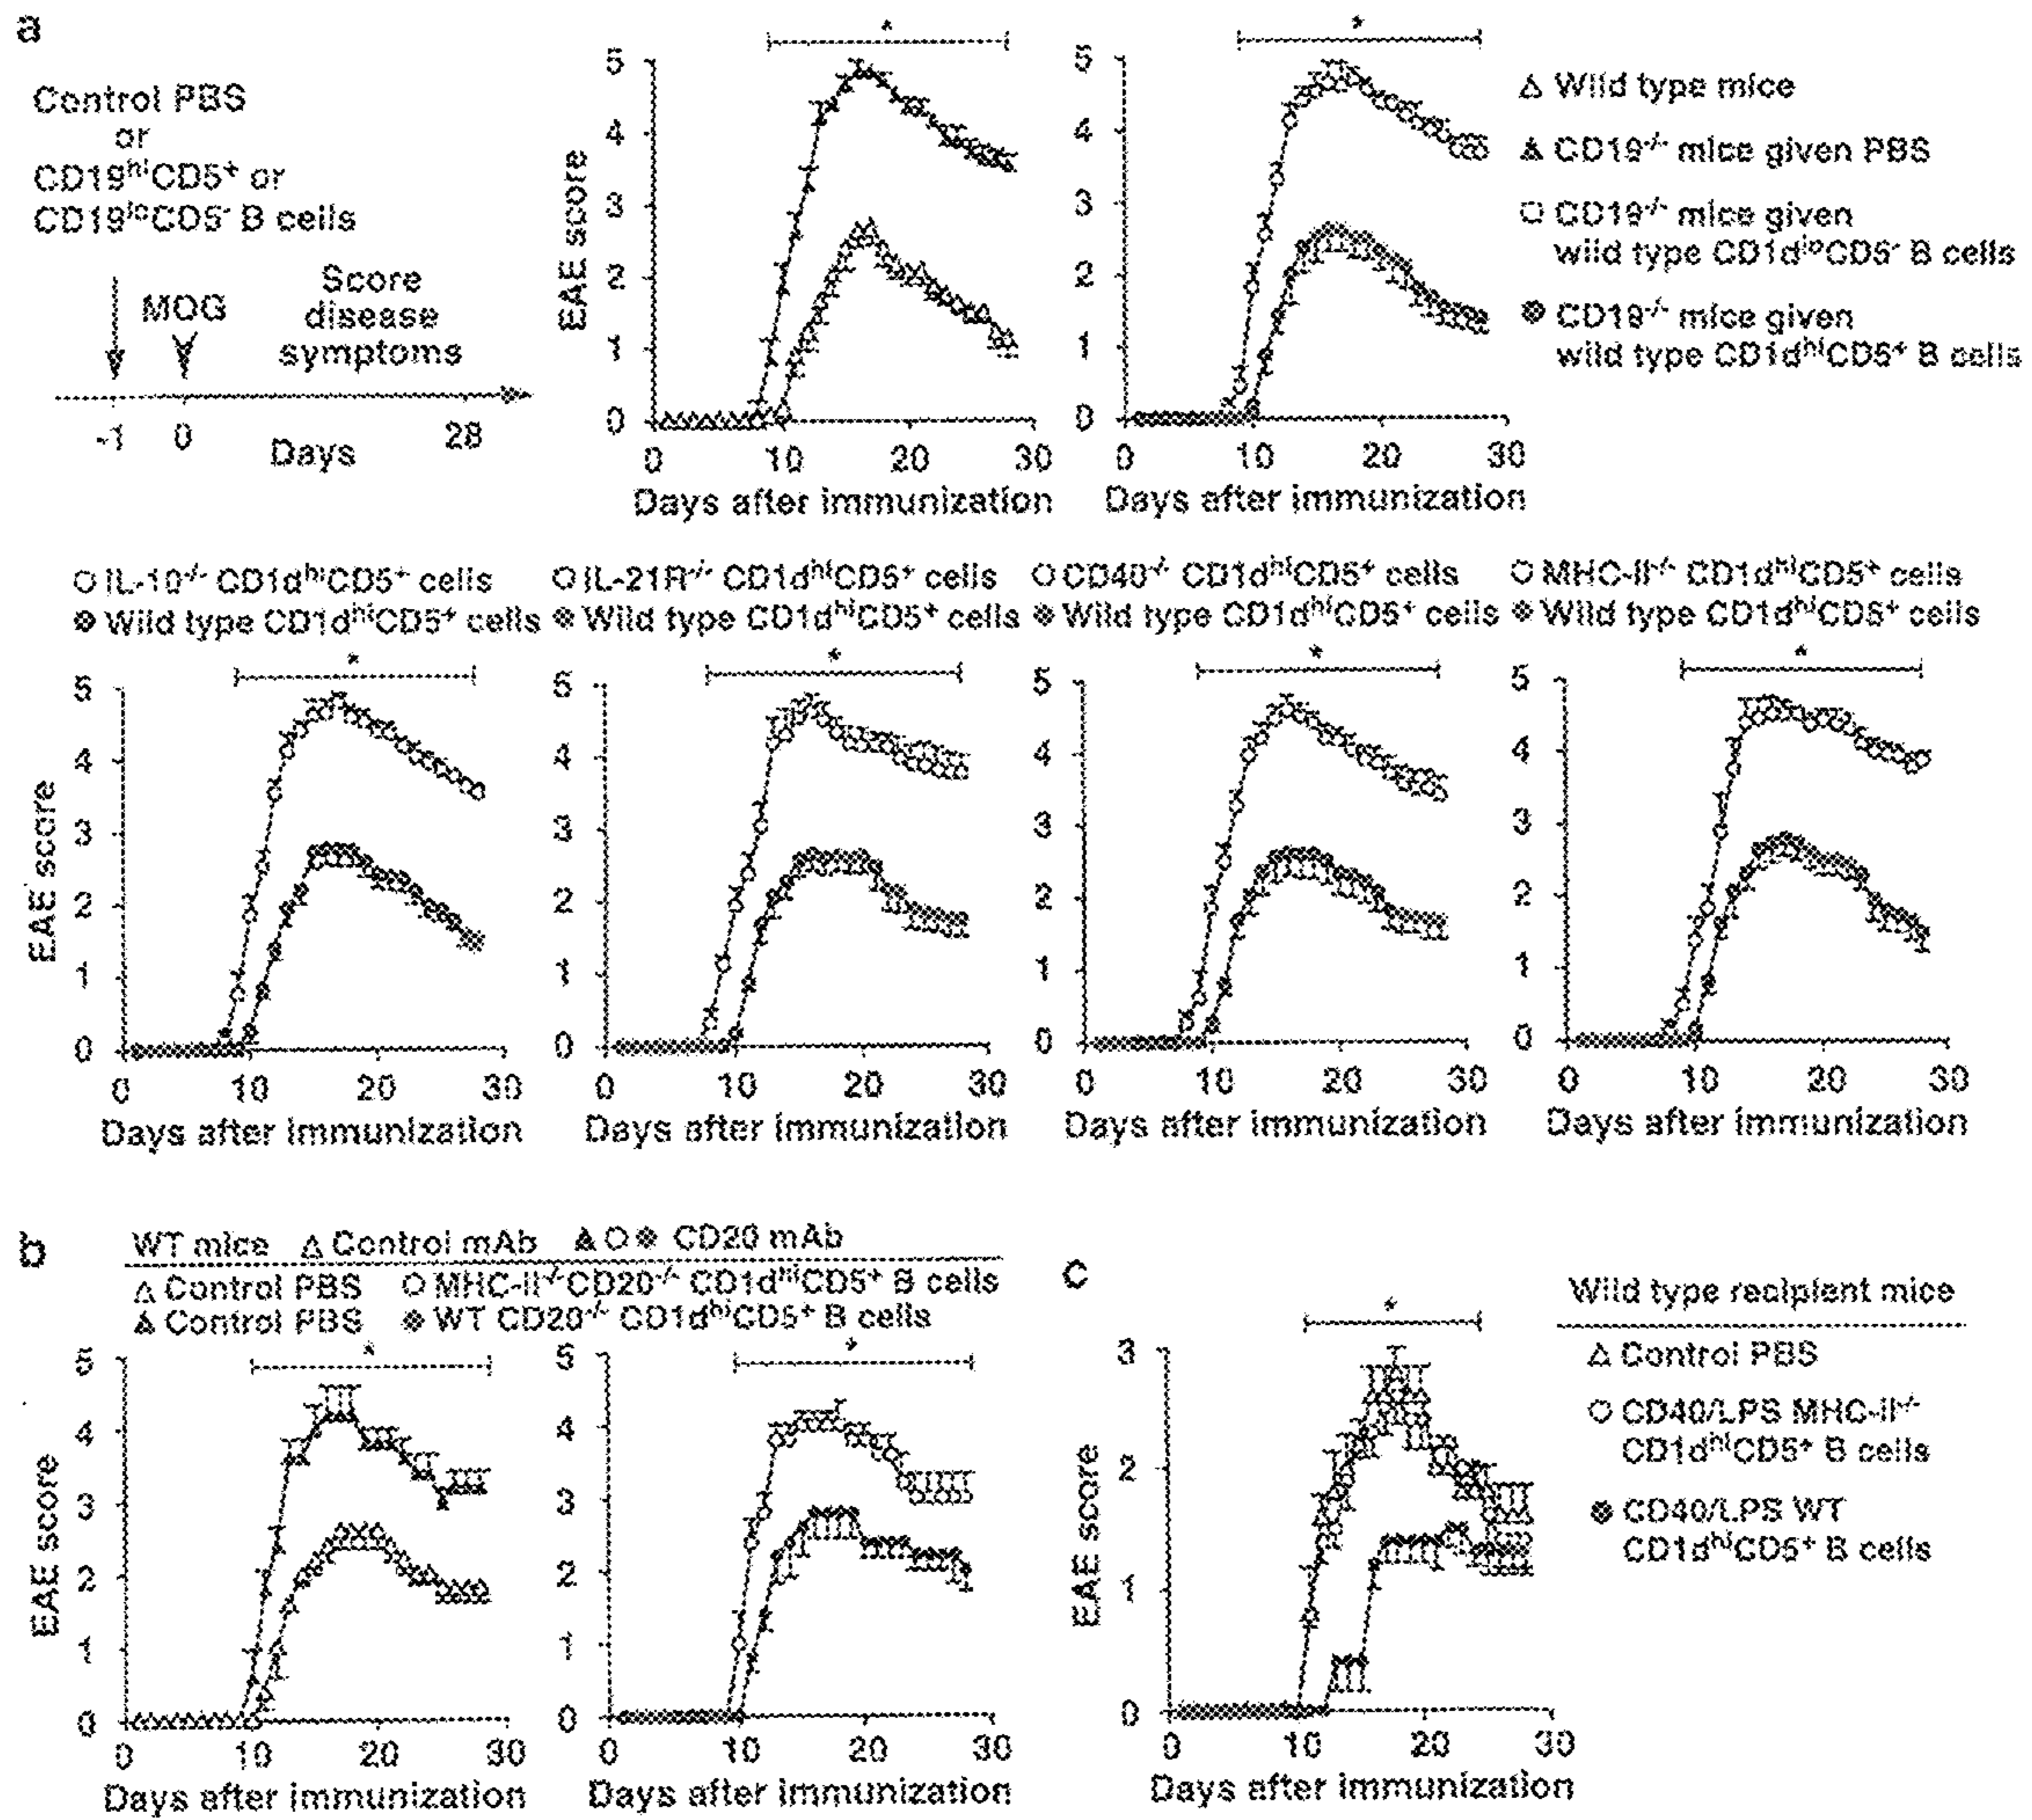 a
Control PBS
or
CD19hiCD5+ or
CD19loCD5- B cells
MOG
Score
disease
symptoms
-1 0 28
Days
*
5
4
3
2
1
0
EAE score
0 10 20 30
Days after immunization
*
5
4
3
2
1
0
0 10 20 30
Days after immunization
△ Wild type mice
▲ CD19-/- mice given PBS
○ CD19-/- mice given
wild type CD1dloCD5- B cells
● CD19-/- mice given
wild type CD1dhiCD5+ B cells
○ IL-10-/- CD1dhiCD5+ cells
● Wild type CD1dhiCD5+ cells
*
5
4
3
2
1
0
EAE score
0 10 20 30
Days after immunization
○ IL-21R-/- CD1dhiCD5+ cells
● Wild type CD1dhiCD5+ cells
*
5
4
3
2
1
0
0 10 20 30
Days after immunization
○ CD40-/- CD1dhiCD5+ cells
● Wild type CD1dhiCD5+ cells
*
5
4
3
2
1
0
0 10 20 30
Days after immunization
○ MHC-II-/- CD1dhiCD5+ cells
● Wild type CD1dhiCD5+ cells
*
5
4
3
2
1
0
0 10 20 30
Days after immunization
b
WT mice △ Control mAb ▲○● CD20 mAb
△ Control PBS ○ MHC-II-/-CD20-/- CD1dhiCD5+ B cells
▲ Control PBS ● WT CD20-/- CD1dhiCD5+ B cells
*
5
4
3
2
1
0
EAE score
0 10 20 30
Days after immunization
*
5
4
3
2
1
0
0 10 20 30
Days after immunization
c
*
3
2
1
0
EAE score
0 10 20 30
Days after immunization
Wild type recipient mice
△ Control PBS
○ CD40/LPS MHC-II-/-
CD1dhiCD5+ B cells
● CD40/LPS WT
CD1dhiCD5+ B cells